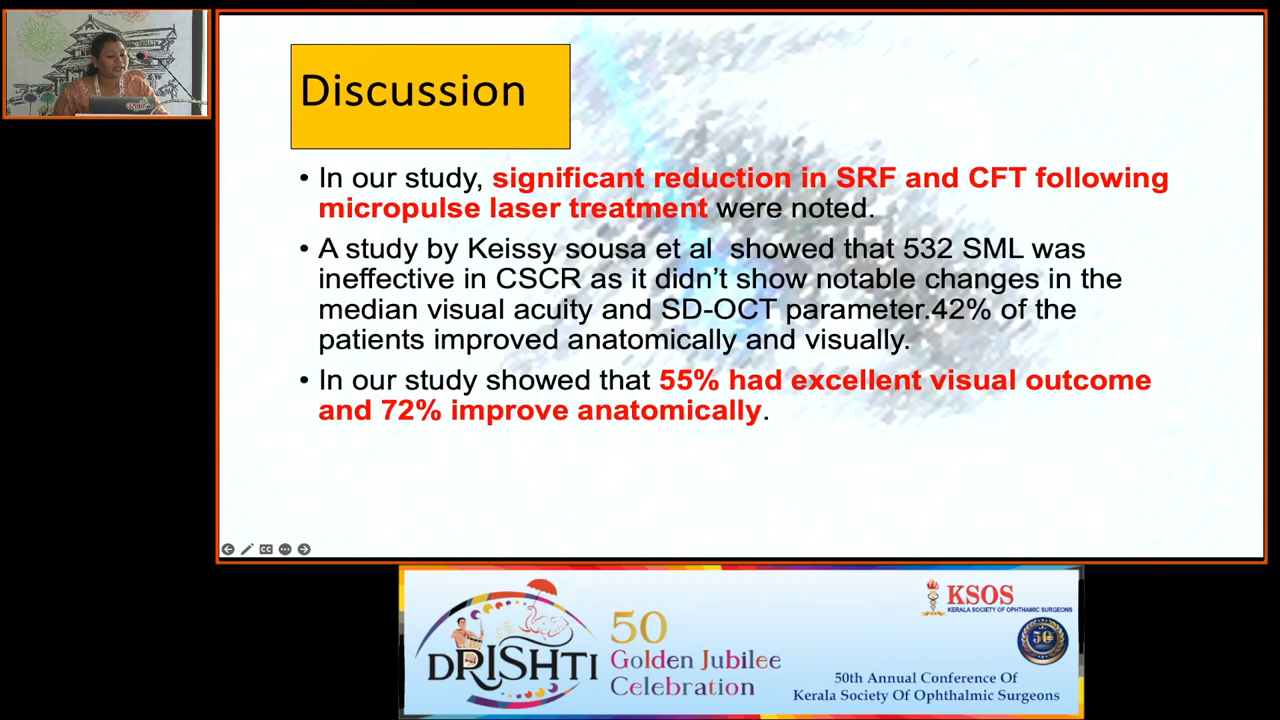 Discussion
• In our study, significant reduction in SRF and CFT following
micropulse laser treatment were noted.
• A study by Keissy sousa et al showed that 532 SML was
ineffective in CSCR as it didn’t show notable changes in the
median visual acuity and SD-OCT parameter.42% of the
patients improved anatomically and visually.
• In our study showed that 55% had excellent visual outcome
and 72% improve anatomically.
DRISHTI
50
Golden Jubilee
Celebration
KSOS
KERALA SOCIETY OF OPHTHAMIC SURGEONS
50
50th Annual Conference Of
Kerala Society Of Ophthalmic Surgeons